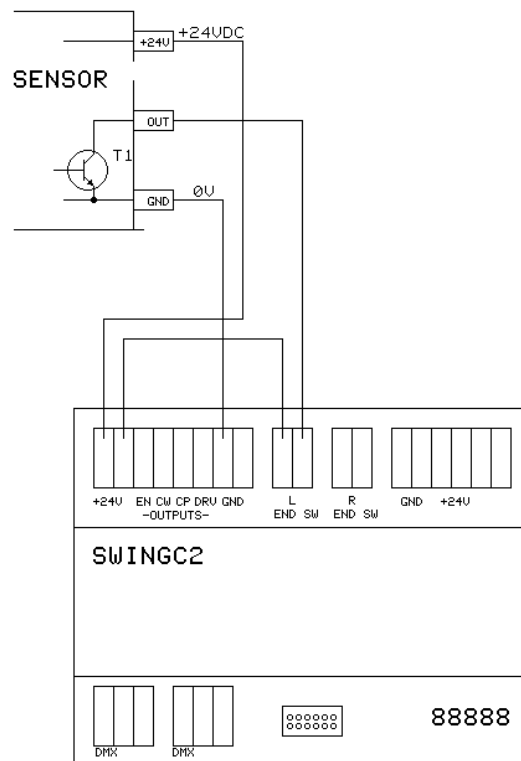 +24V +24VDC
SENSOR
OUT
T1
GND 0V
+24V EN CW CP DRV GND L R GND +24V
-OUTPUTS- END SW END SW
SWINGC2
88888
DMX DMX